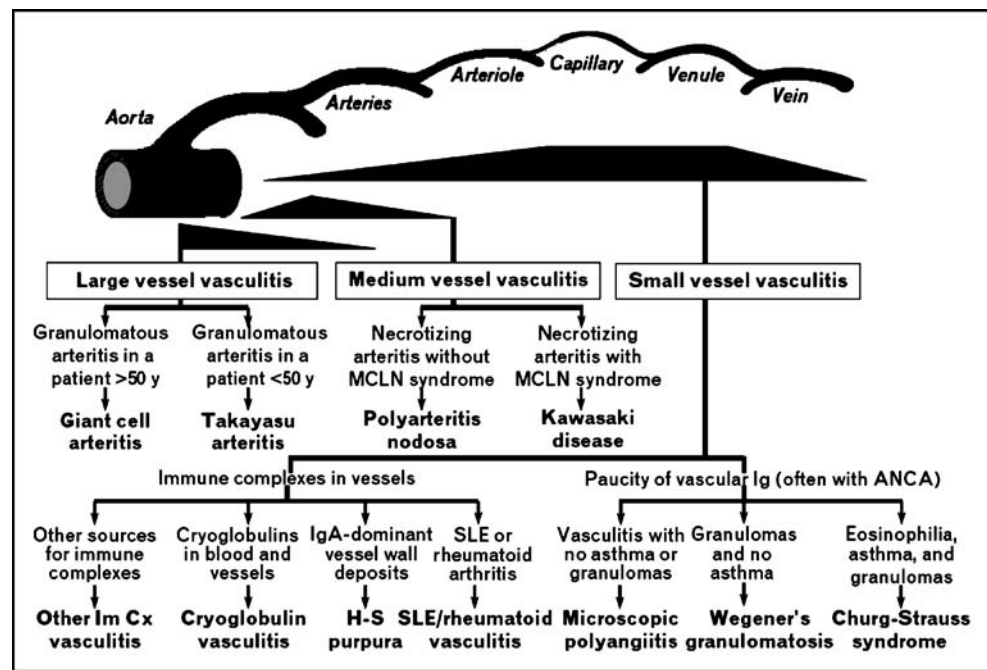 Aorta
Arteries
Arteriole
Capillary
Venule
Vein
Large vessel vasculitis
Medium vessel vasculitis
Small vessel vasculitis
Granulomatous
arteritis in a
patient >50 y
Giant cell
arteritis
Granulomatous
arteritis in a
patient <50 y
Takayasu
arteritis
Necrotizing
arteritis without
MCLN syndrome
Polyarteritis
nodosa
Necrotizing
arteritis with
MCLN syndrome
Kawasaki
disease
Immune complexes in vessels
Paucity of vascular Ig (often with ANCA)
Other sources
for immune
complexes
Other Im Cx
vasculitis
Cryoglobulins
in blood and
vessels
Cryoglobulin
vasculitis
IgA-dominant
vessel wall
deposits
H-S
purpura
SLE or
rheumatoid
arthritis
SLE/rheumatoid
vasculitis
Vasculitis with
no asthma or
granulomas
Microscopic
polyangiitis
Granulomas
and no
asthma
Wegener's
granulomatosis
Eosinophilia,
asthma, and
granulomas
Churg-Strauss
syndrome